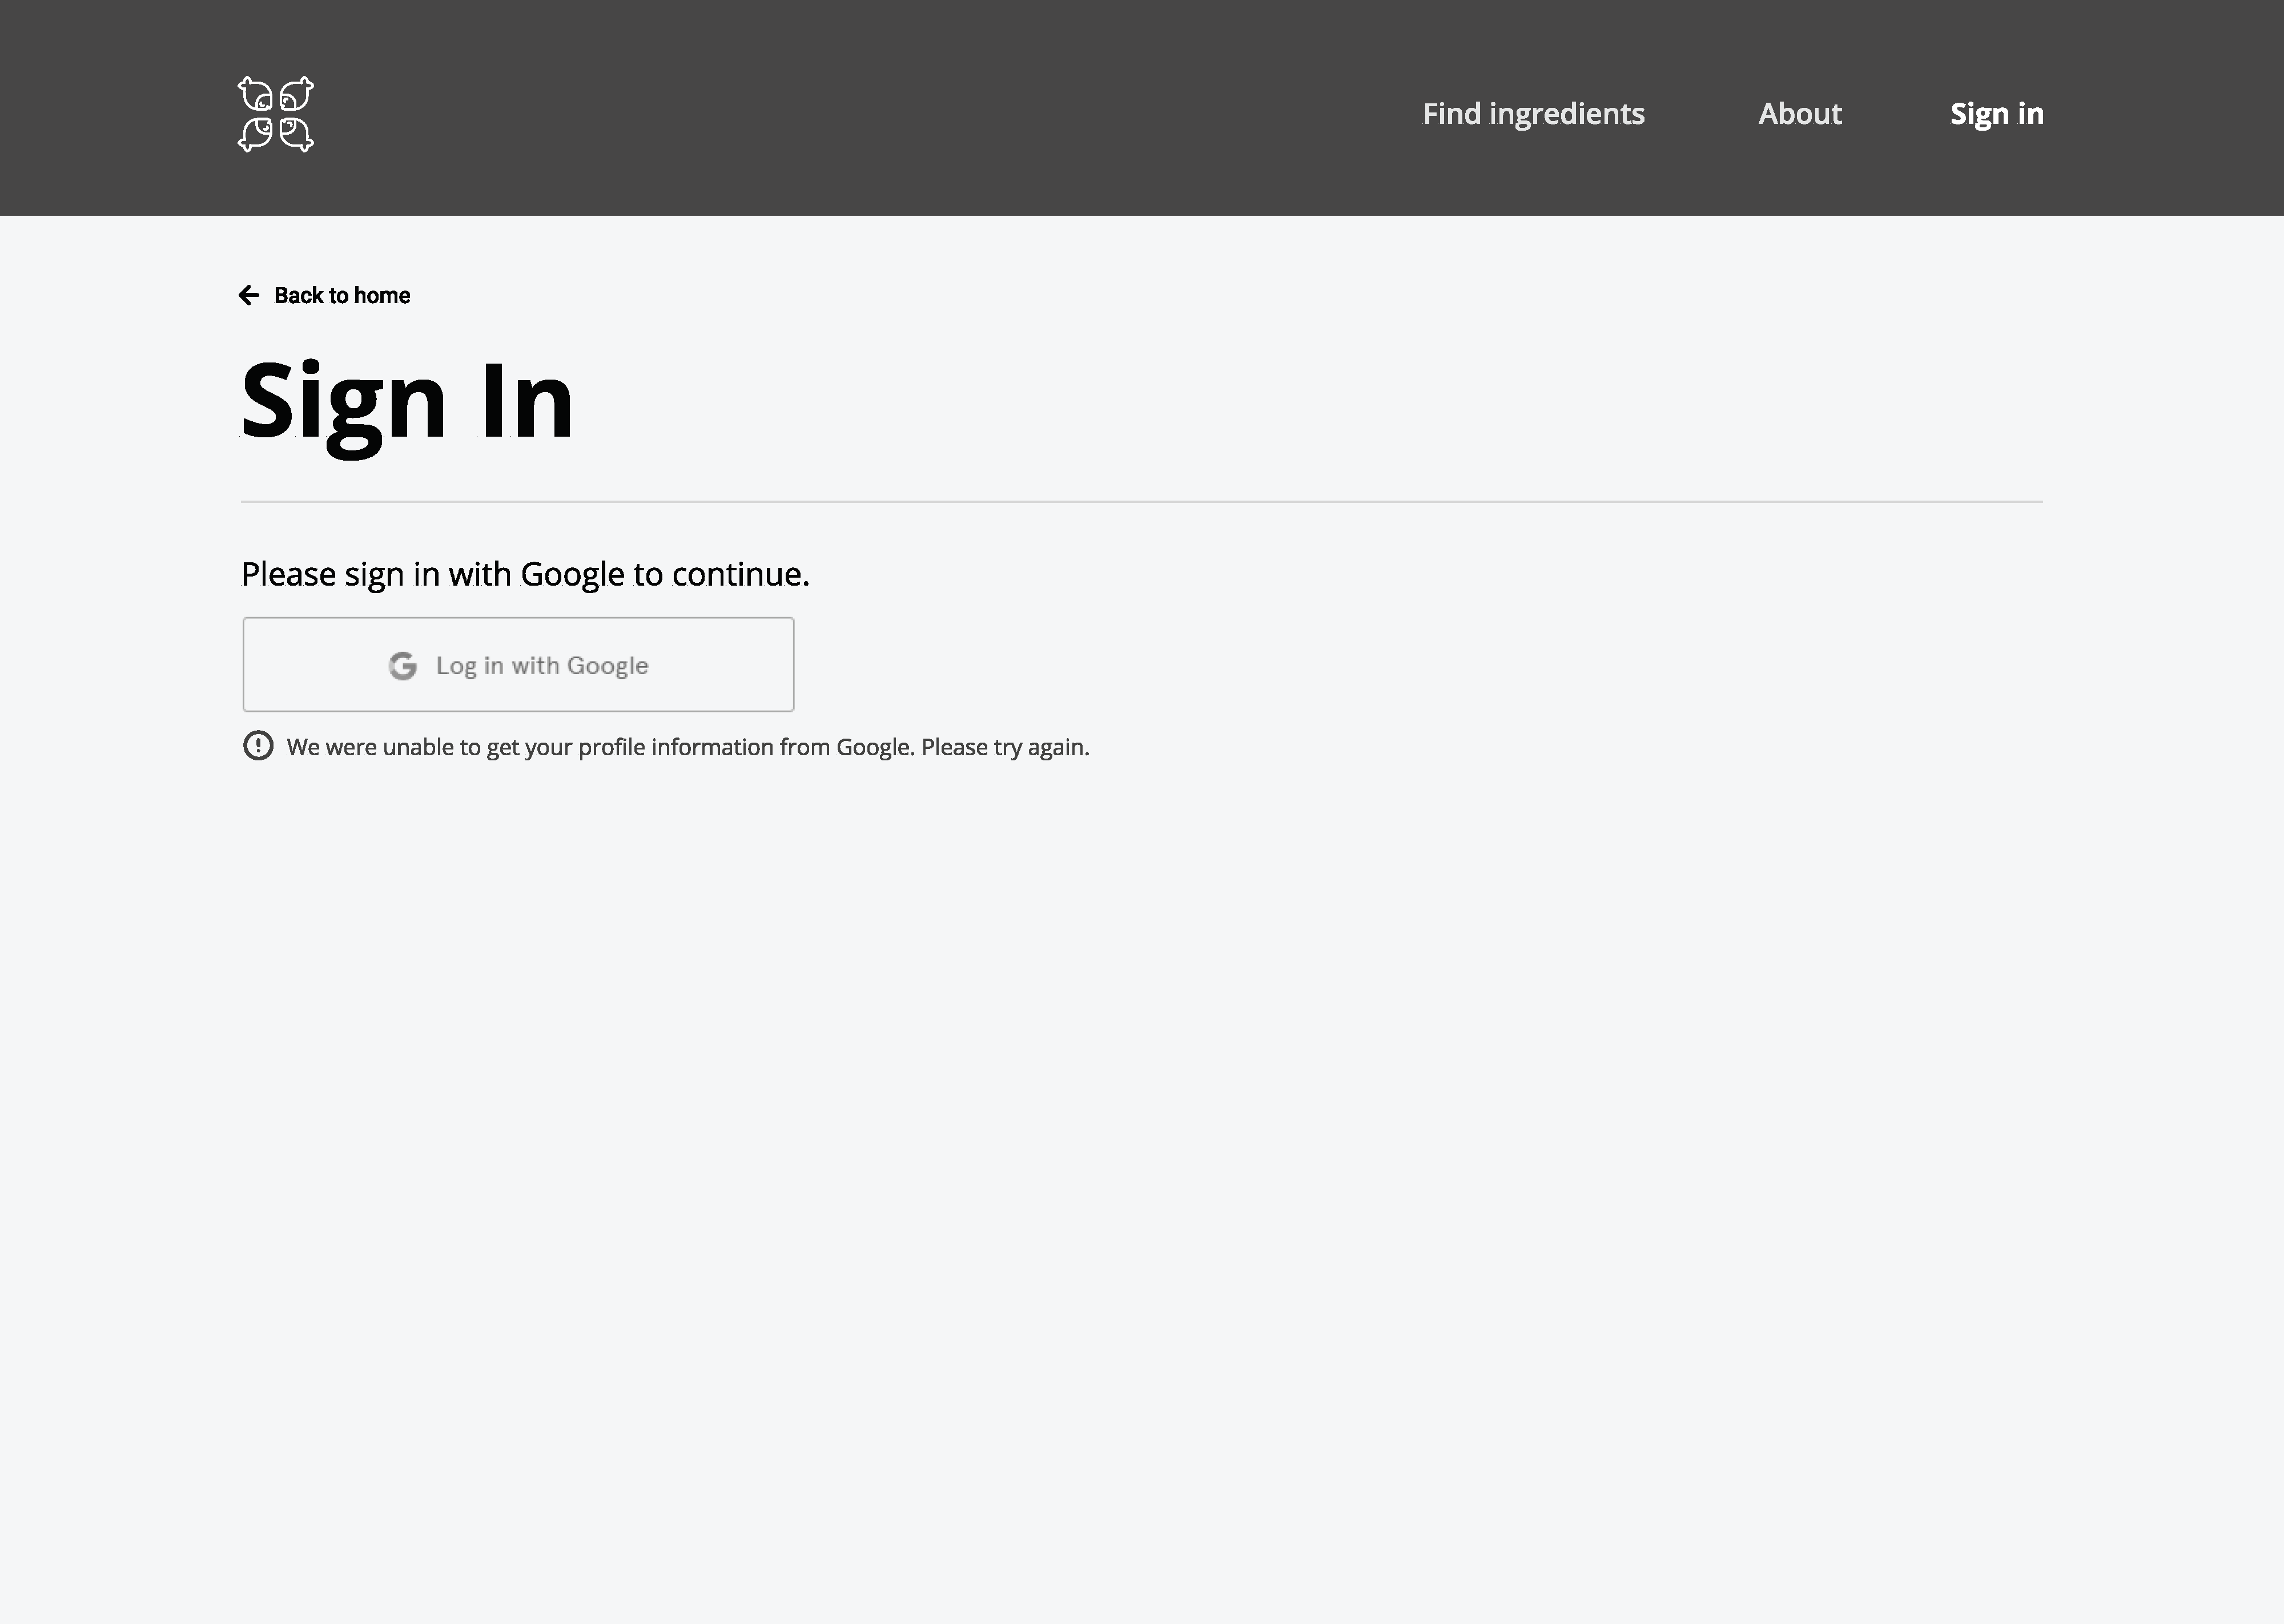 Find ingredients About Sign in
Back to home
Sign In
Please sign in with Google to continue.
Log in with Google
We were unable to get your profile information from Google. Please try again.